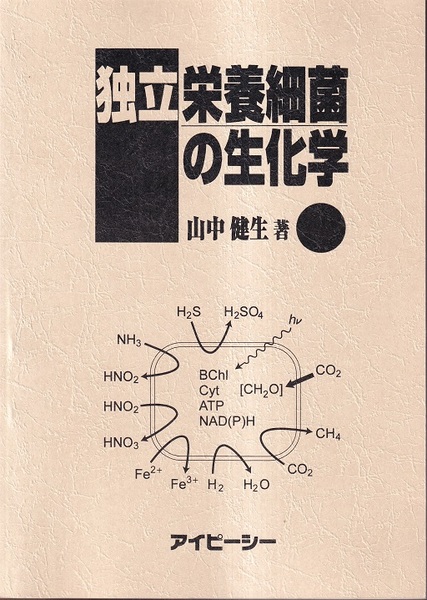 独立栄養細菌
の生化学
山中 健生 著
H₂S H₂SO₄
hν
NH₃
HNO₂
BChl
Cyt
ATP
NAD(P)H
[CH₂O]
CO₂
HNO₂
HNO₃
CH₄
Fe²⁺
Fe³⁺
H₂
H₂O
CO₂
アイピーシー